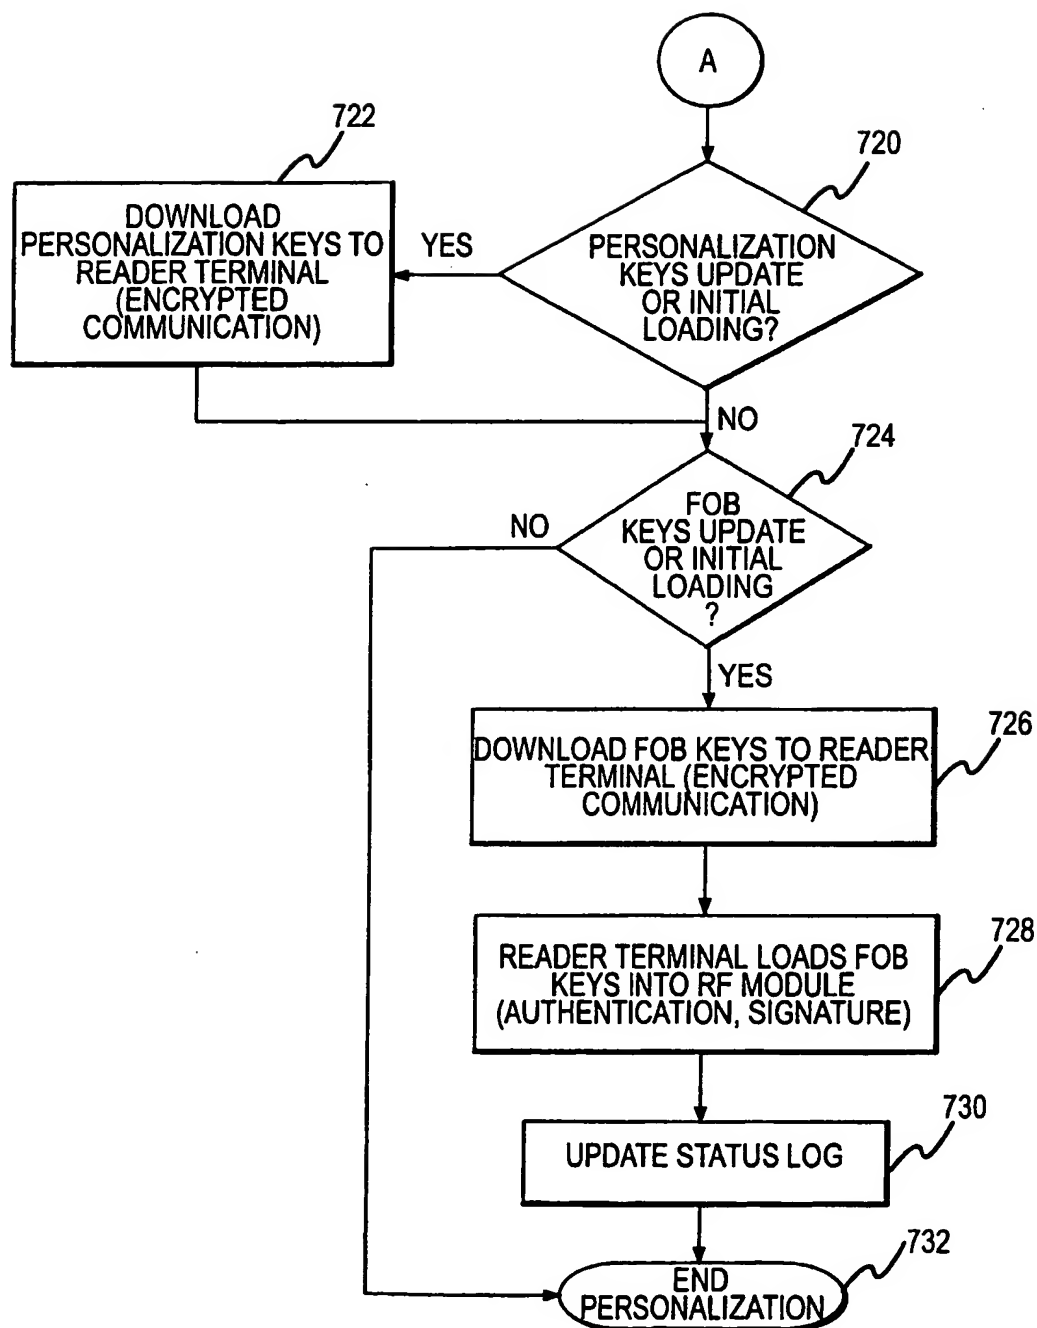 A
720
722
DOWNLOAD
PERSONALIZATION KEYS TO
READER TERMINAL
(ENCRYPTED
COMMUNICATION)
YES
PERSONALIZATION
KEYS UPDATE
OR INITIAL
LOADING?
NO
724
FOB
KEYS UPDATE
OR INITIAL
LOADING
?
NO
YES
726
DOWNLOAD FOB KEYS TO READER
TERMINAL (ENCRYPTED
COMMUNICATION)
728
READER TERMINAL LOADS FOB
KEYS INTO RF MODULE
(AUTHENTICATION, SIGNATURE)
730
UPDATE STATUS LOG
732
END
PERSONALIZATION